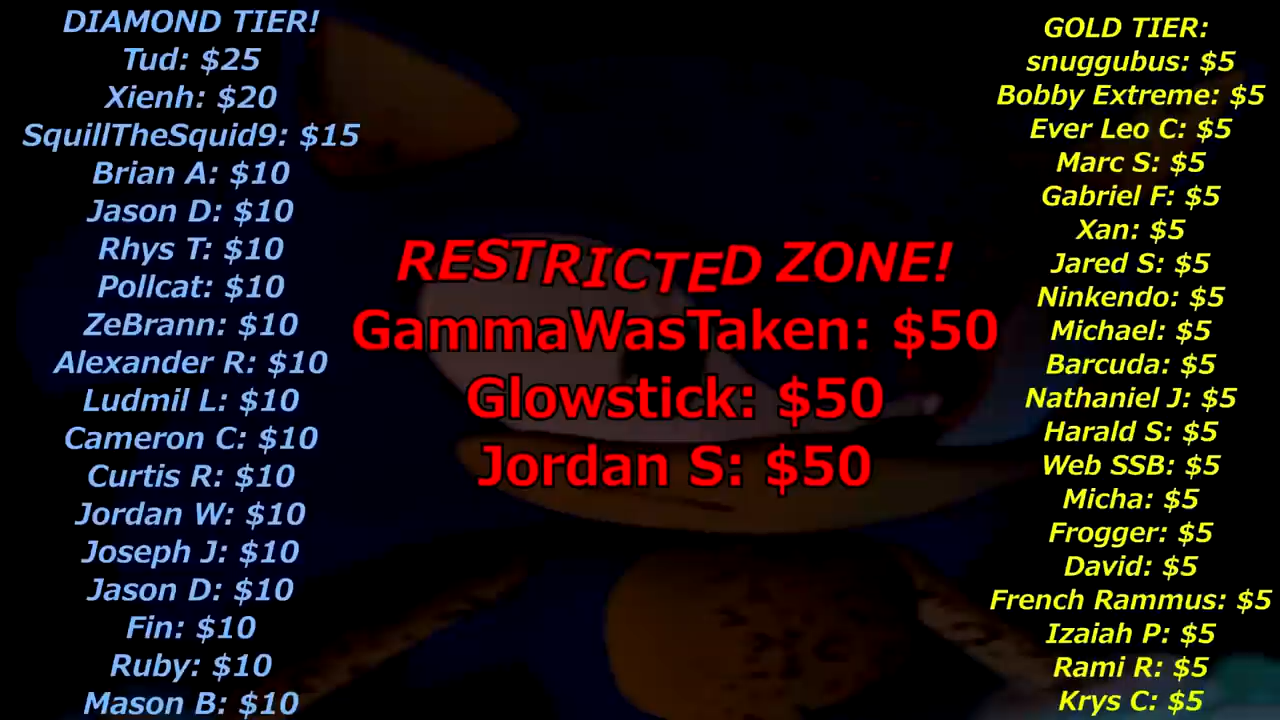 DIAMOND TIER!
Tud: $25
Xienh: $20
SquillTheSquid9: $15
Brian A: $10
Jason D: $10
Rhys T: $10
Pollcat: $10
ZeBrann: $10
Alexander R: $10
Ludmil L: $10
Cameron C: $10
Curtis R: $10
Jordan W: $10
Joseph J: $10
Jason D: $10
Fin: $10
Ruby: $10
Mason B: $10
RESTRICTED ZONE!
GammaWasTaken: $50
Glowstick: $50
Jordan S: $50
GOLD TIER:
snuggubus: $5
Bobby Extreme: $5
Ever Leo C: $5
Marc S: $5
Gabriel F: $5
Xan: $5
Jared S: $5
Ninkendo: $5
Michael: $5
Barcuda: $5
Nathaniel J: $5
Harald S: $5
Web SSB: $5
Micha: $5
Frogger: $5
David: $5
French Rammus: $5
Izaiah P: $5
Rami R: $5
Krys C: $5